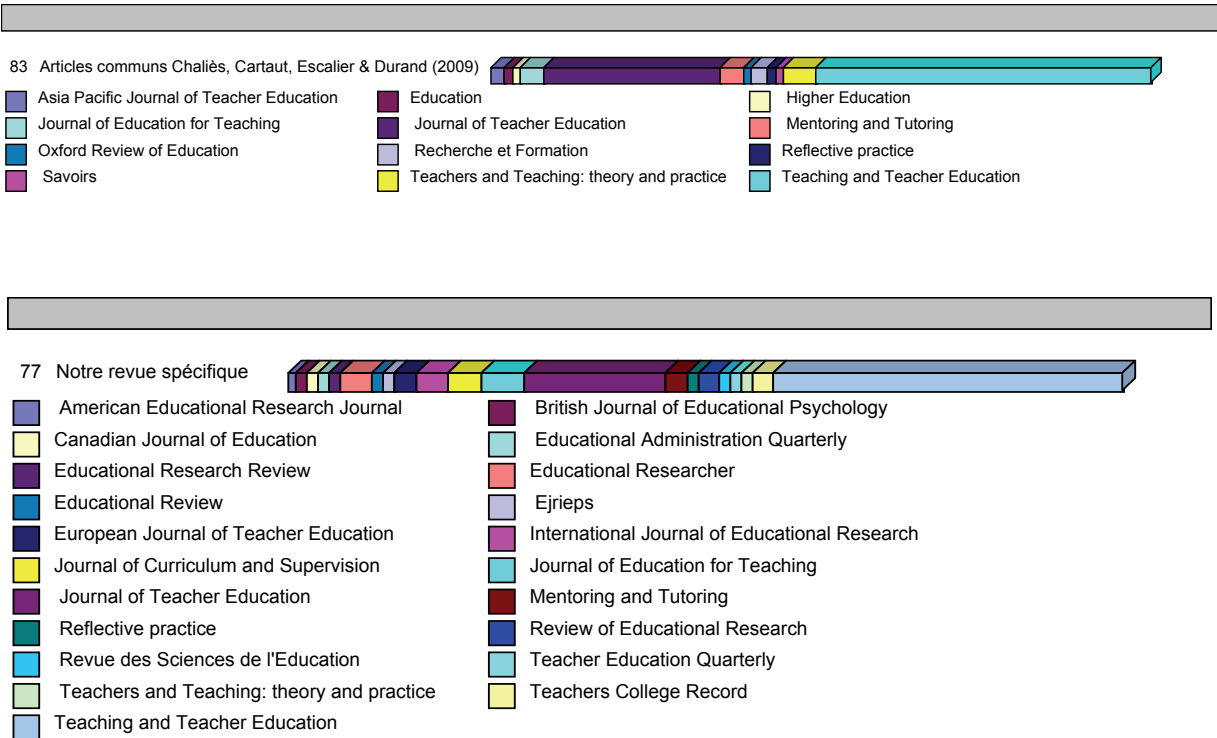 83 Articles communs Chaliès, Cartaut, Escalier & Durand (2009)
Asia Pacific Journal of Teacher Education
Education
Higher Education
Journal of Education for Teaching
Journal of Teacher Education
Mentoring and Tutoring
Oxford Review of Education
Recherche et Formation
Reflective practice
Savoirs
Teachers and Teaching: theory and practice
Teaching and Teacher Education
77 Notre revue spécifique
American Educational Research Journal
British Journal of Educational Psychology
Canadian Journal of Education
Educational Administration Quarterly
Educational Research Review
Educational Researcher
Educational Review
Ejrieps
European Journal of Teacher Education
International Journal of Educational Research
Journal of Curriculum and Supervision
Journal of Education for Teaching
Journal of Teacher Education
Mentoring and Tutoring
Reflective practice
Review of Educational Research
Revue des Sciences de l'Education
Teacher Education Quarterly
Teachers and Teaching: theory and practice
Teachers College Record
Teaching and Teacher Education